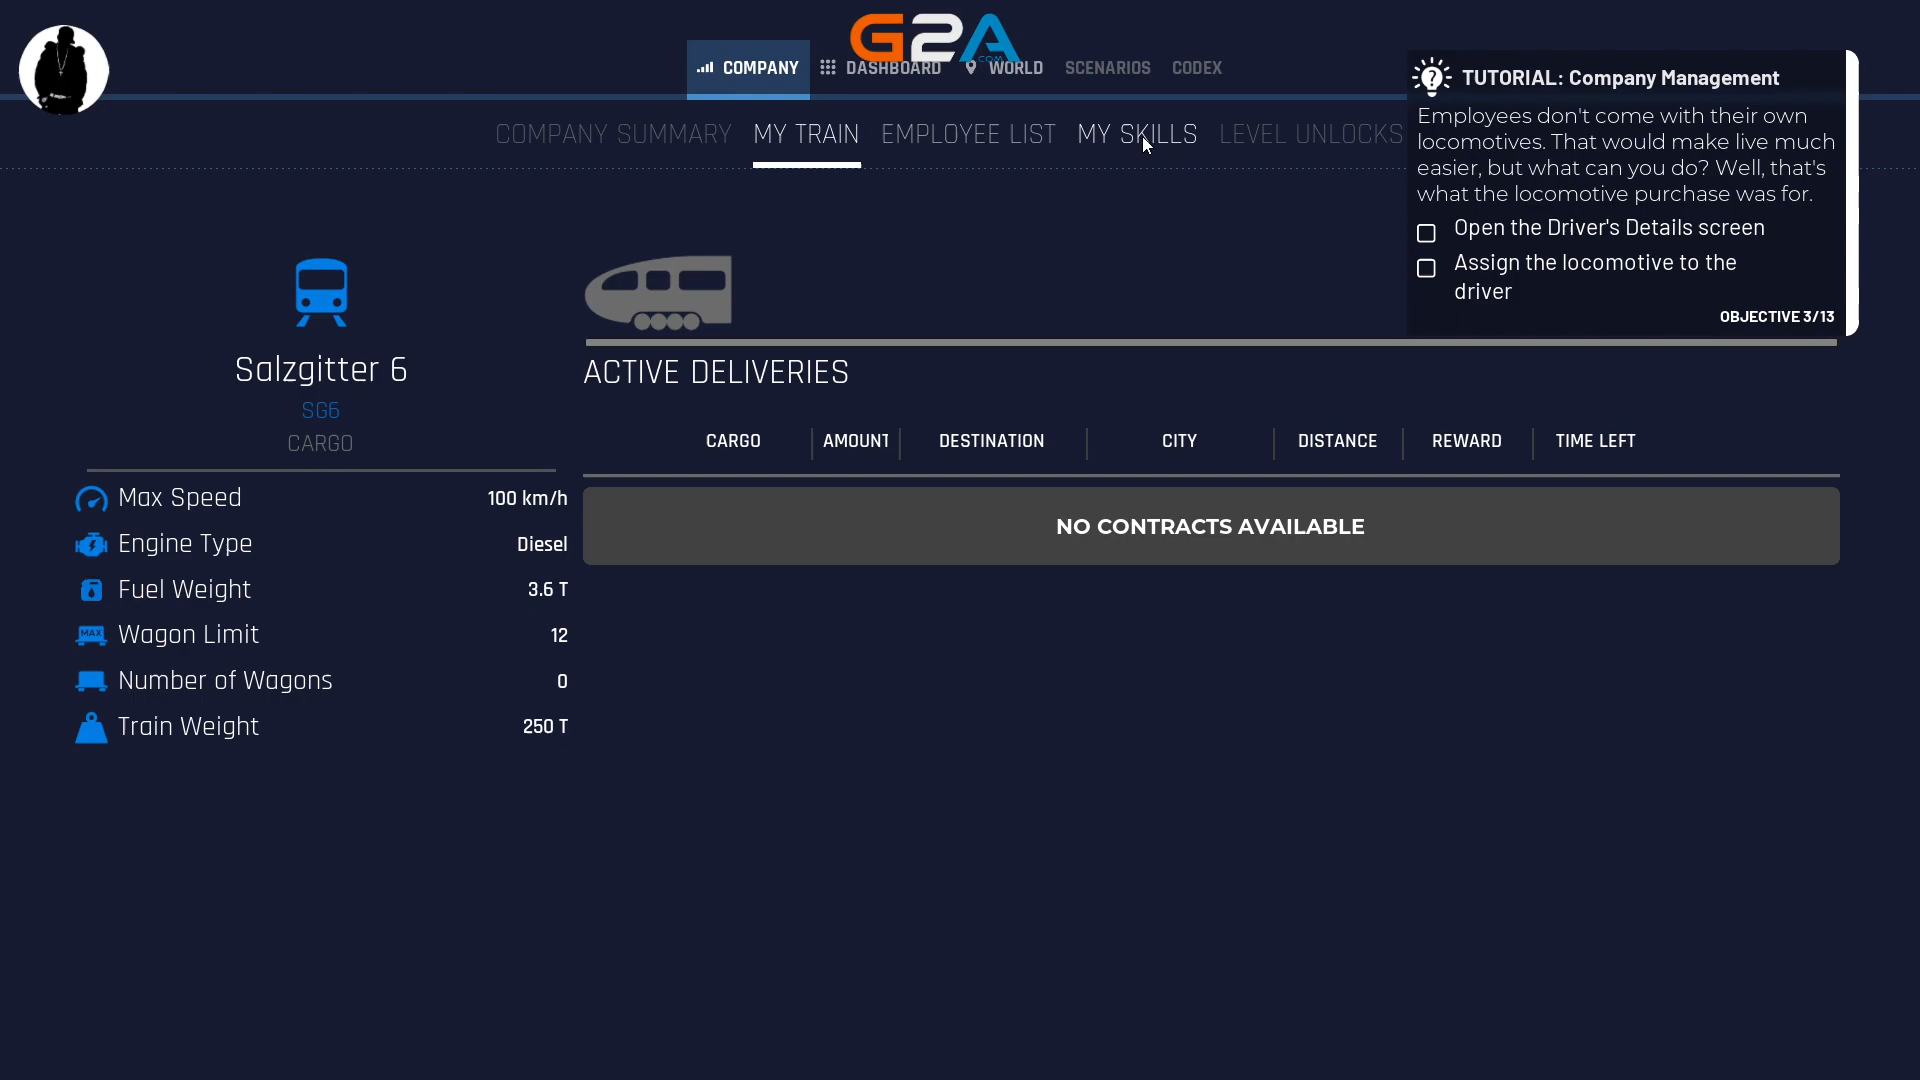 G2A
.COM
COMPANY DASHBOARD WORLD SCENARIOS CODEX
COMPANY SUMMARY MY TRAIN EMPLOYEE LIST MY SKILLS LEVEL UNLOCKS
TUTORIAL: Company Management
Employees don't come with their own
locomotives. That would make live much
easier, but what can you do? Well, that's
what the locomotive purchase was for.
Open the Driver's Details screen
Assign the locomotive to the
driver
OBJECTIVE 3/13
Salzgitter 6
SG6
CARGO
Max Speed 100 km/h
Engine Type Diesel
Fuel Weight 3.6 T
MAX Wagon Limit 12
Number of Wagons 0
Train Weight 250 T
ACTIVE DELIVERIES
CARGO AMOUNT DESTINATION CITY DISTANCE REWARD TIME LEFT
NO CONTRACTS AVAILABLE